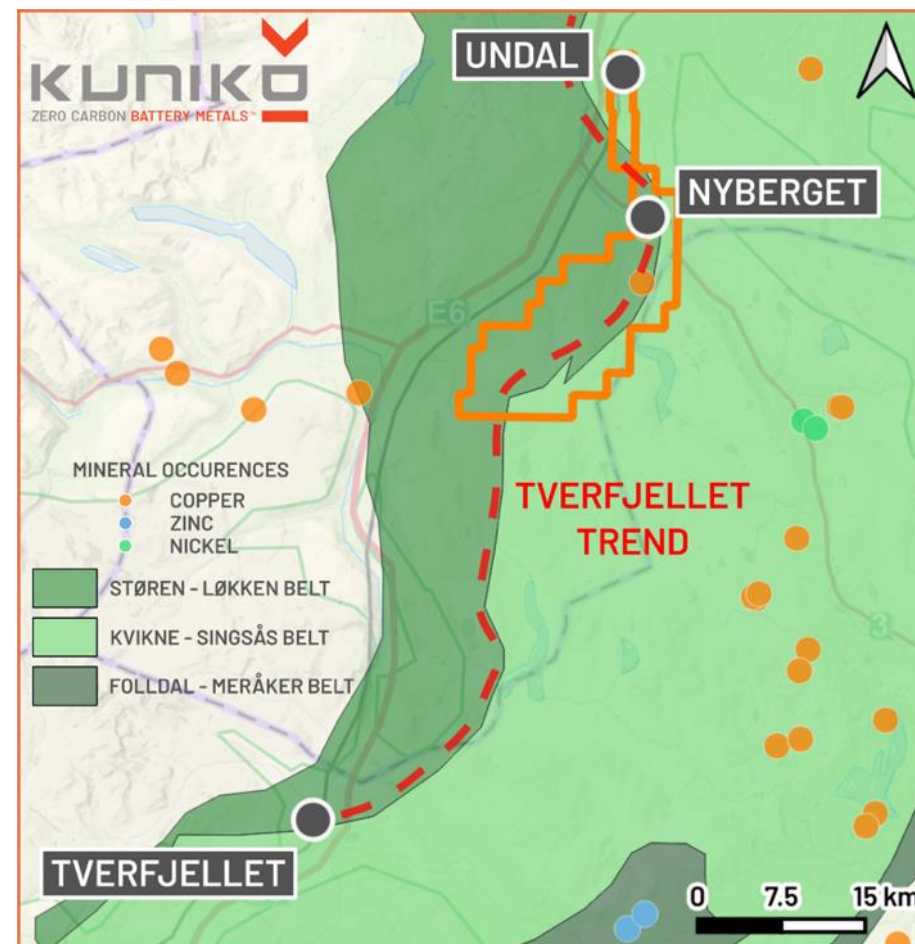 KUNIKO
ZERO CARBON BATTERY METALS™
UNDAL
NYBERGET
E6
MINERAL OCCURENCES
COPPER
ZINC
NICKEL
TVERFJELLET
TREND
STØREN - LØKKEN BELT
KVIKNE - SINGSÅS BELT
FOLLDAL - MERÅKER BELT
3
TVERFJELLET
0 7.5 15 km